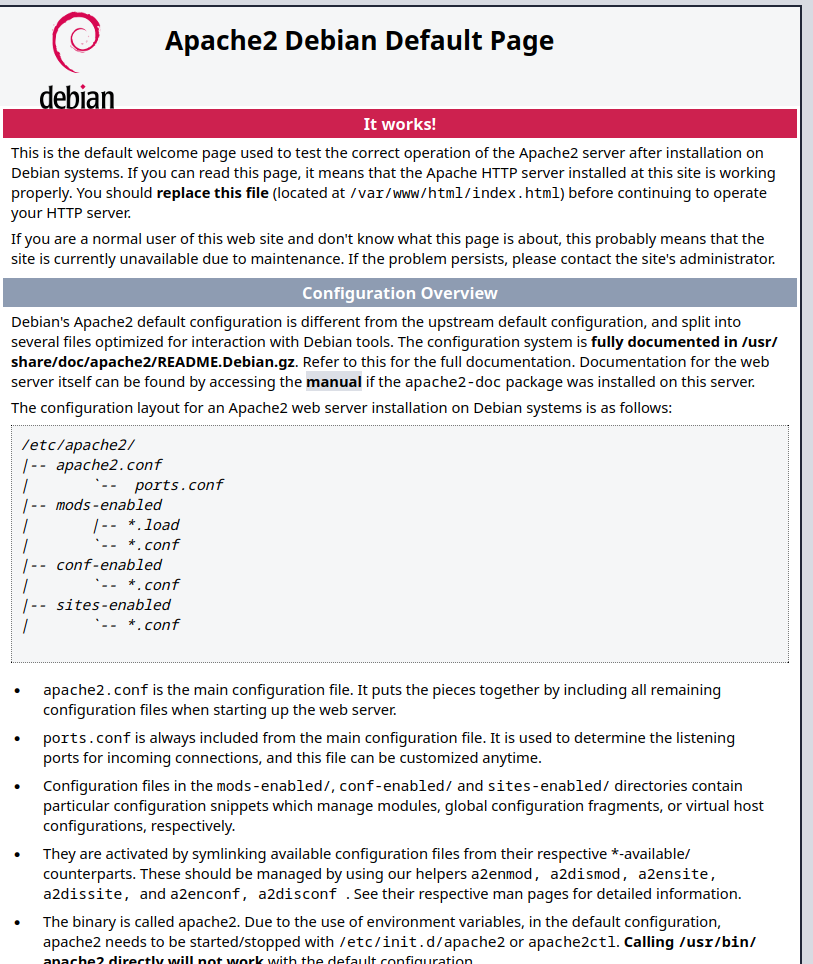 debian
Apache2 Debian Default Page
It works!
This is the default welcome page used to test the correct operation of the Apache2 server after installation on
Debian systems. If you can read this page, it means that the Apache HTTP server installed at this site is working
properly. You should replace this file (located at /var/www/html/index.html) before continuing to operate
your HTTP server.
If you are a normal user of this web site and don't know what this page is about, this probably means that the
site is currently unavailable due to maintenance. If the problem persists, please contact the site's administrator.
Configuration Overview
Debian's Apache2 default configuration is different from the upstream default configuration, and split into
several files optimized for interaction with Debian tools. The configuration system is fully documented in /usr/
share/doc/apache2/README.Debian.gz. Refer to this for the full documentation. Documentation for the web
server itself can be found by accessing the manual if the apache2-doc package was installed on this server.
The configuration layout for an Apache2 web server installation on Debian systems is as follows:
/etc/apache2/
|-- apache2.conf
|       `--  ports.conf
|-- mods-enabled
|       |-- *.load
|       `-- *.conf
|-- conf-enabled
|       `-- *.conf
|-- sites-enabled
|       `-- *.conf
• apache2.conf is the main configuration file. It puts the pieces together by including all remaining
configuration files when starting up the web server.
• ports.conf is always included from the main configuration file. It is used to determine the listening
ports for incoming connections, and this file can be customized anytime.
• Configuration files in the mods-enabled/, conf-enabled/ and sites-enabled/ directories contain
particular configuration snippets which manage modules, global configuration fragments, or virtual host
configurations, respectively.
• They are activated by symlinking available configuration files from their respective *-available/
counterparts. These should be managed by using our helpers a2enmod, a2dismod, a2ensite,
a2dissite, and a2enconf, a2disconf . See their respective man pages for detailed information.
• The binary is called apache2. Due to the use of environment variables, in the default configuration,
apache2 needs to be started/stopped with /etc/init.d/apache2 or apache2ctl. Calling /usr/bin/
apache2 directly will not work with the default configuration.